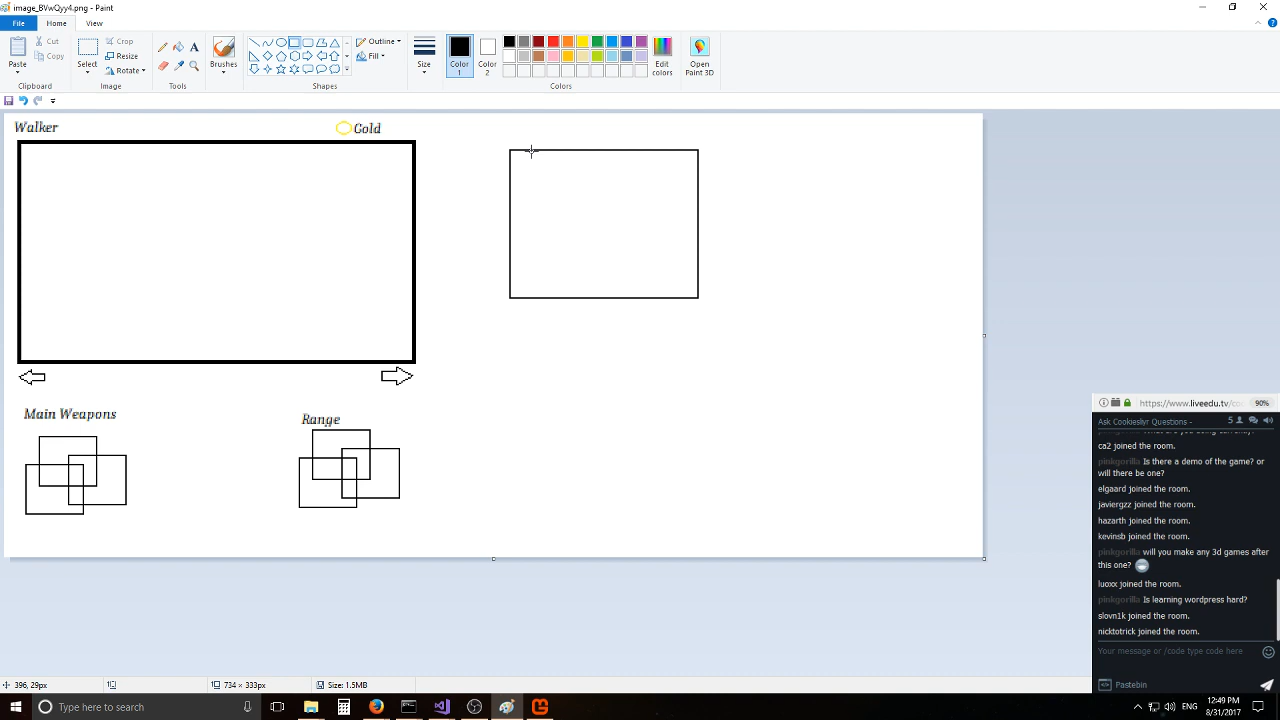 image_BVwQyy4.png - Paint
File
Home
View
Paste
Cut
Copy
Clipboard
Select
Crop
Resize
Rotate
Image
A
Tools
Brushes
Outline
Fill
Shapes
Size
Color
1
Color
2
Edit
colors
Colors
Open
Paint 3D
Walker
Gold
Main Weapons
Range
https://www.liveedu.tv/co
90%
Ask Cookiesliyr Questions -
5
ca2 joined the room.
pinkgorilla Is there a demo of the game? or
will there be one?
elgaard joined the room.
javiergzz joined the room.
hazarth joined the room.
kevinsb joined the room.
pinkgorilla will you make any 3d games after
this one?
luoxx joined the room.
pinkgorilla Is learning wordpress hard?
slovn1k joined the room.
nicktotrick joined the room.
Your message or /code type code here
Pastebin
396, 29px
734 × 333px
Size: 1.5MB
Type here to search
ENG
12:49 PM
8/31/2017